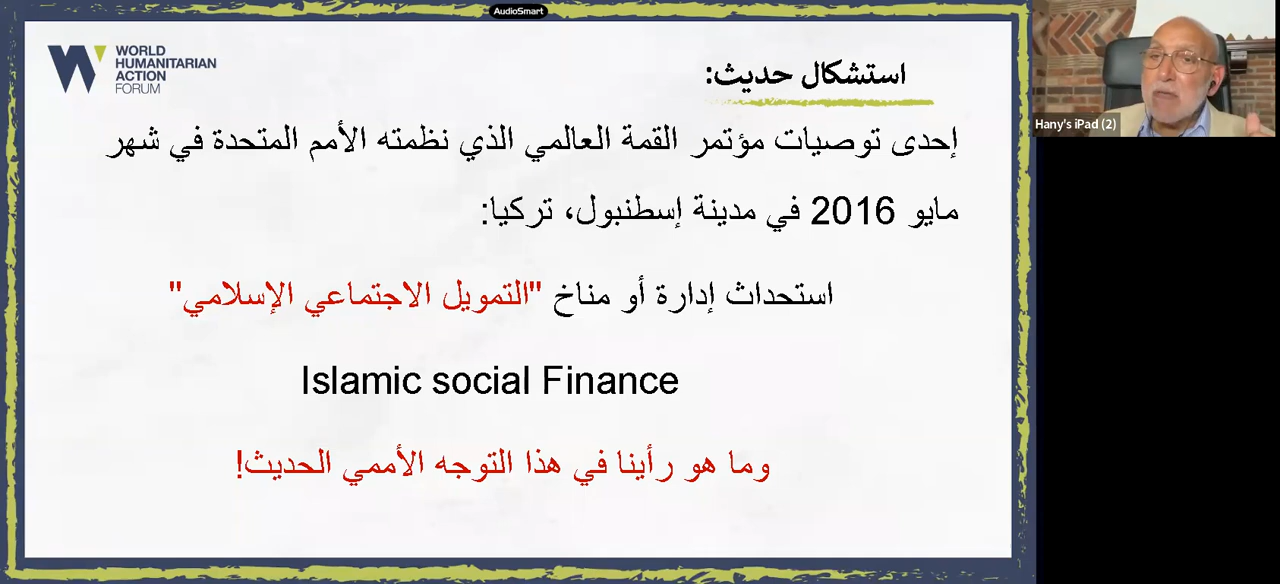 AudioSmart
WORLD
HUMANITARIAN
ACTION
FORUM
استشكال حديث:
إحدى توصيات مؤتمر القمة العالمي الذي نظمته الأمم المتحدة في شهر
مايو 2016 في مدينة إسطنبول، تركيا:
استحداث إدارة أو مناخ "التمويل الاجتماعي الإسلامي"
Islamic social Finance
وما هو رأينا في هذا التوجه الأممي الحديث!
Hany's iPad (2)